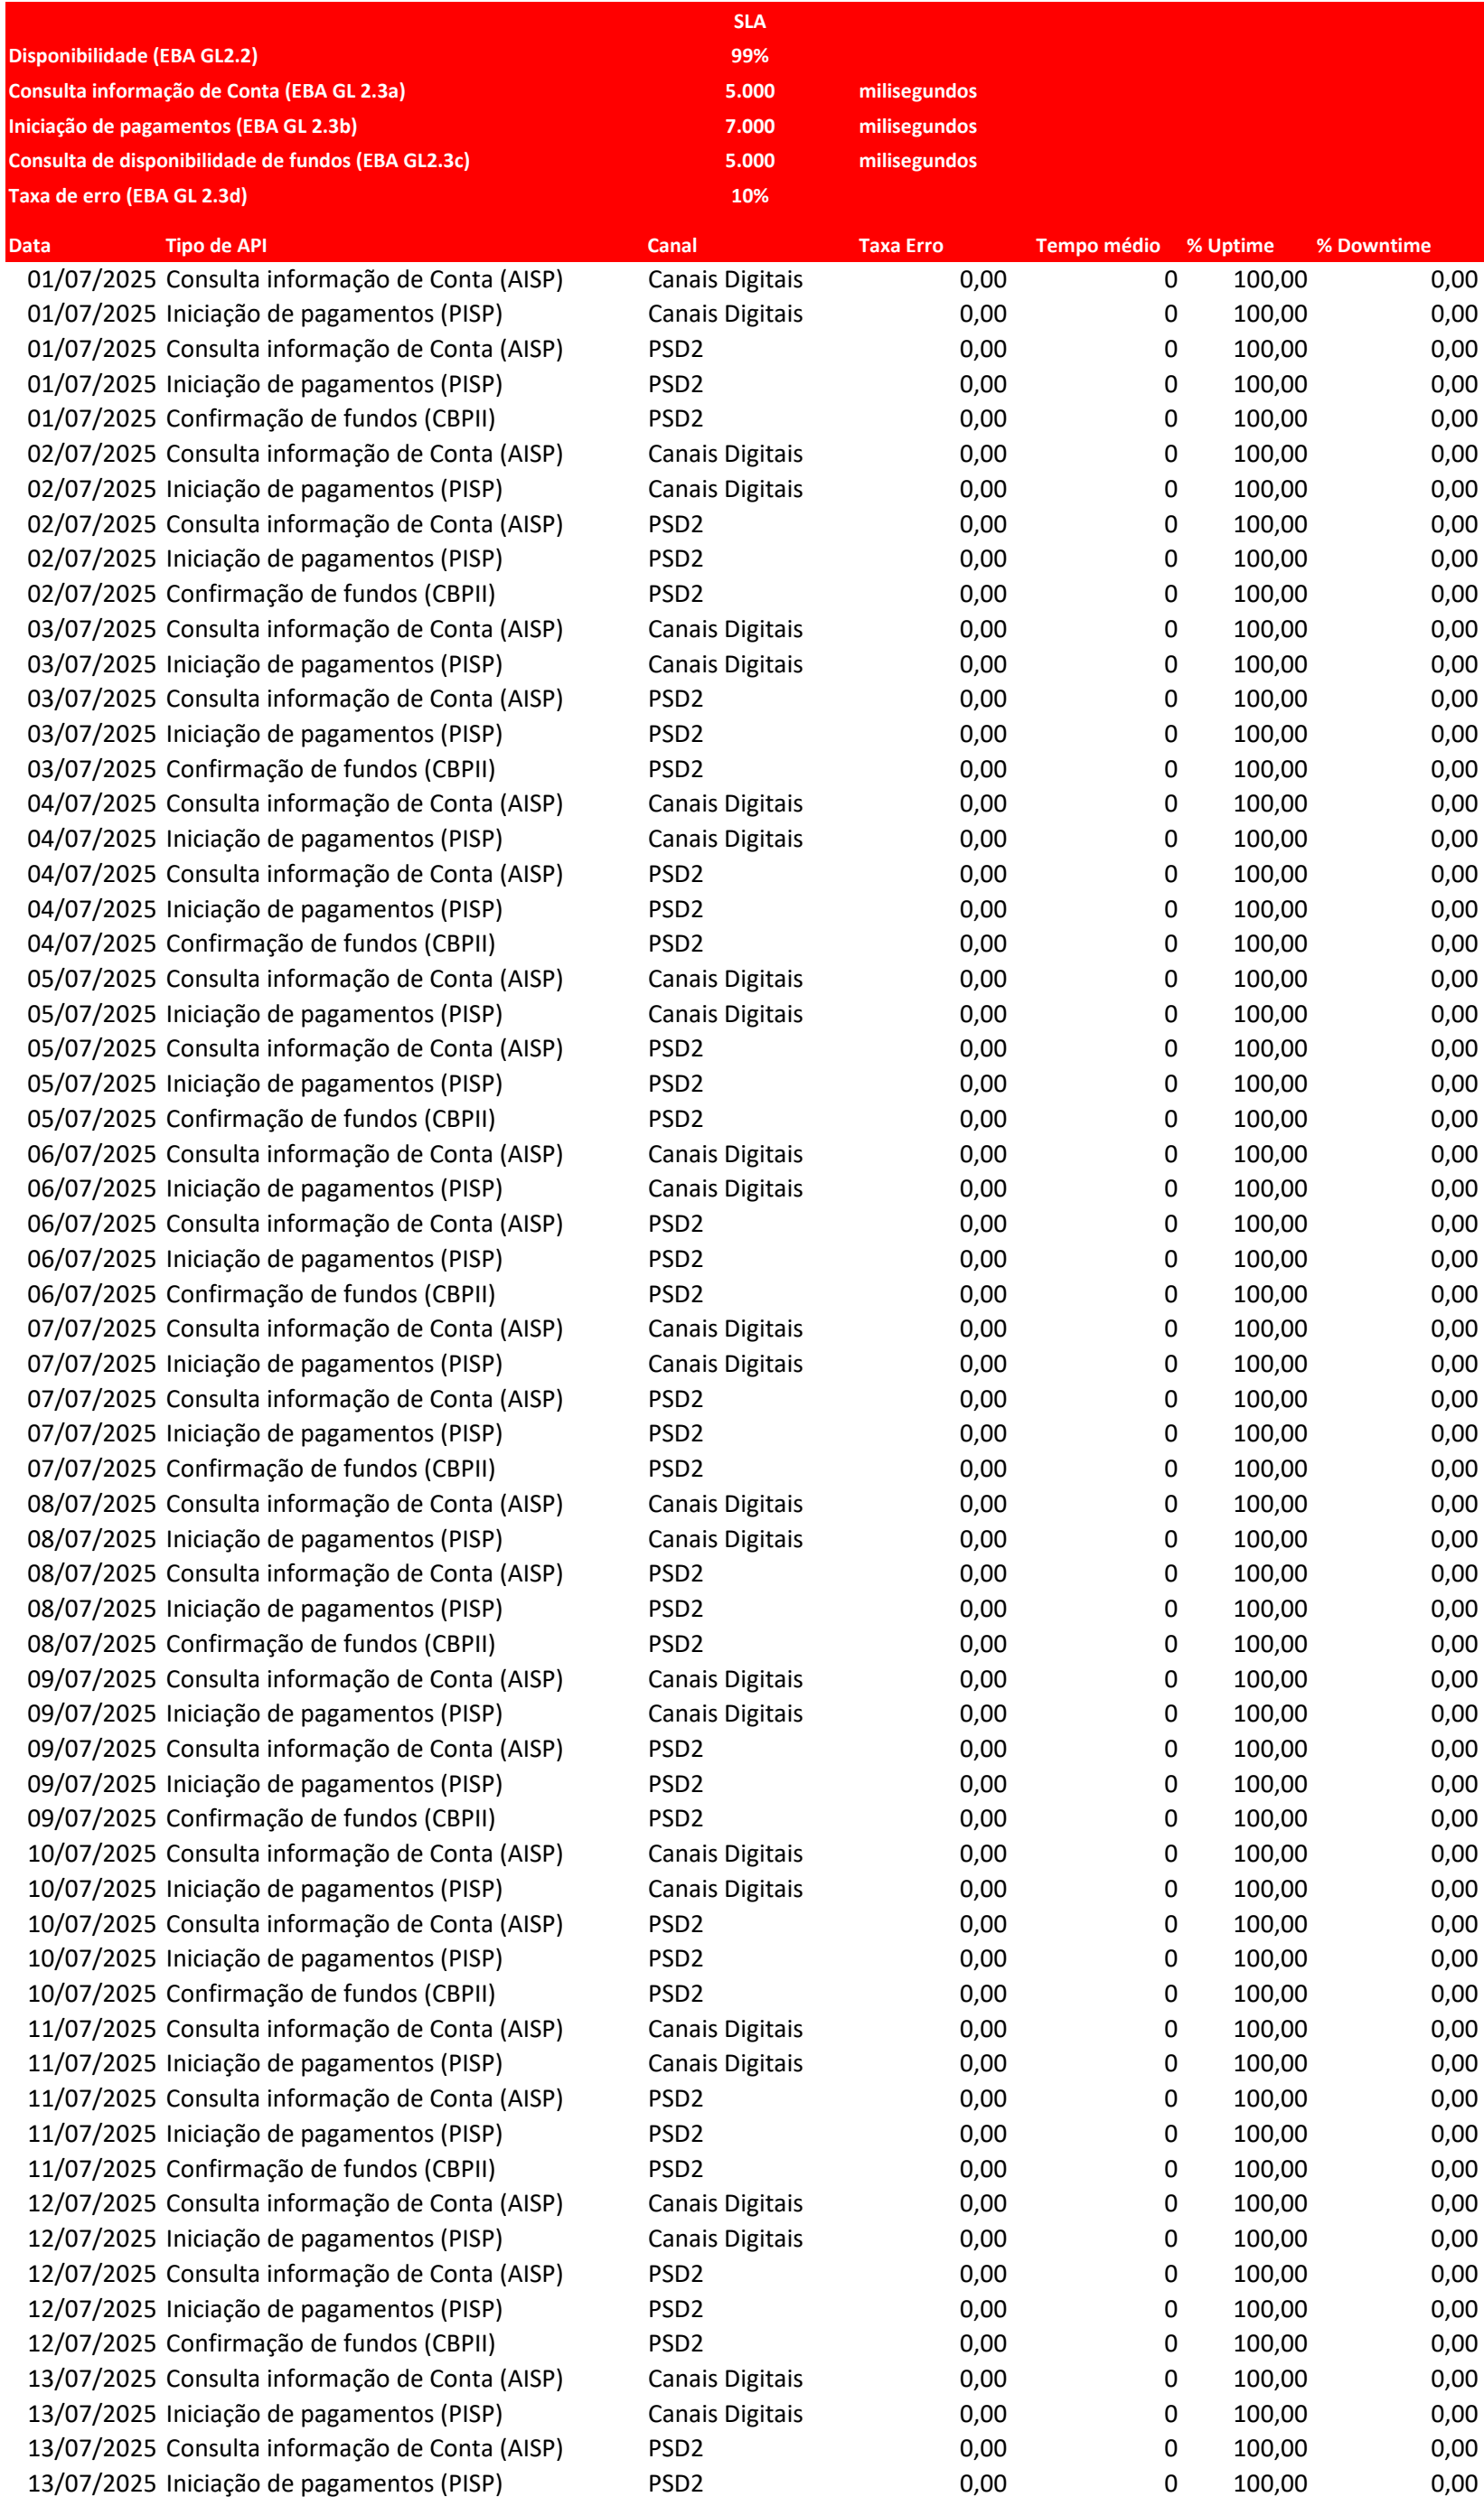 SLA
Disponibilidade (EBA GL2.2) 99%
Consulta informação de Conta (EBA GL 2.3a) 5.000 milisegundos
Iniciação de pagamentos (EBA GL 2.3b) 7.000 milisegundos
Consulta de disponibilidade de fundos (EBA GL2.3c) 5.000 milisegundos
Taxa de erro (EBA GL 2.3d) 10%
Data Tipo de API Canal Taxa Erro Tempo médio % Uptime % Downtime
01/07/2025 Consulta informação de Conta (AISP) Canais Digitais 0,00 0 100,00 0,00
01/07/2025 Iniciação de pagamentos (PISP) Canais Digitais 0,00 0 100,00 0,00
01/07/2025 Consulta informação de Conta (AISP) PSD2 0,00 0 100,00 0,00
01/07/2025 Iniciação de pagamentos (PISP) PSD2 0,00 0 100,00 0,00
01/07/2025 Confirmação de fundos (CBPII) PSD2 0,00 0 100,00 0,00
02/07/2025 Consulta informação de Conta (AISP) Canais Digitais 0,00 0 100,00 0,00
02/07/2025 Iniciação de pagamentos (PISP) Canais Digitais 0,00 0 100,00 0,00
02/07/2025 Consulta informação de Conta (AISP) PSD2 0,00 0 100,00 0,00
02/07/2025 Iniciação de pagamentos (PISP) PSD2 0,00 0 100,00 0,00
02/07/2025 Confirmação de fundos (CBPII) PSD2 0,00 0 100,00 0,00
03/07/2025 Consulta informação de Conta (AISP) Canais Digitais 0,00 0 100,00 0,00
03/07/2025 Iniciação de pagamentos (PISP) Canais Digitais 0,00 0 100,00 0,00
03/07/2025 Consulta informação de Conta (AISP) PSD2 0,00 0 100,00 0,00
03/07/2025 Iniciação de pagamentos (PISP) PSD2 0,00 0 100,00 0,00
03/07/2025 Confirmação de fundos (CBPII) PSD2 0,00 0 100,00 0,00
04/07/2025 Consulta informação de Conta (AISP) Canais Digitais 0,00 0 100,00 0,00
04/07/2025 Iniciação de pagamentos (PISP) Canais Digitais 0,00 0 100,00 0,00
04/07/2025 Consulta informação de Conta (AISP) PSD2 0,00 0 100,00 0,00
04/07/2025 Iniciação de pagamentos (PISP) PSD2 0,00 0 100,00 0,00
04/07/2025 Confirmação de fundos (CBPII) PSD2 0,00 0 100,00 0,00
05/07/2025 Consulta informação de Conta (AISP) Canais Digitais 0,00 0 100,00 0,00
05/07/2025 Iniciação de pagamentos (PISP) Canais Digitais 0,00 0 100,00 0,00
05/07/2025 Consulta informação de Conta (AISP) PSD2 0,00 0 100,00 0,00
05/07/2025 Iniciação de pagamentos (PISP) PSD2 0,00 0 100,00 0,00
05/07/2025 Confirmação de fundos (CBPII) PSD2 0,00 0 100,00 0,00
06/07/2025 Consulta informação de Conta (AISP) Canais Digitais 0,00 0 100,00 0,00
06/07/2025 Iniciação de pagamentos (PISP) Canais Digitais 0,00 0 100,00 0,00
06/07/2025 Consulta informação de Conta (AISP) PSD2 0,00 0 100,00 0,00
06/07/2025 Iniciação de pagamentos (PISP) PSD2 0,00 0 100,00 0,00
06/07/2025 Confirmação de fundos (CBPII) PSD2 0,00 0 100,00 0,00
07/07/2025 Consulta informação de Conta (AISP) Canais Digitais 0,00 0 100,00 0,00
07/07/2025 Iniciação de pagamentos (PISP) Canais Digitais 0,00 0 100,00 0,00
07/07/2025 Consulta informação de Conta (AISP) PSD2 0,00 0 100,00 0,00
07/07/2025 Iniciação de pagamentos (PISP) PSD2 0,00 0 100,00 0,00
07/07/2025 Confirmação de fundos (CBPII) PSD2 0,00 0 100,00 0,00
08/07/2025 Consulta informação de Conta (AISP) Canais Digitais 0,00 0 100,00 0,00
08/07/2025 Iniciação de pagamentos (PISP) Canais Digitais 0,00 0 100,00 0,00
08/07/2025 Consulta informação de Conta (AISP) PSD2 0,00 0 100,00 0,00
08/07/2025 Iniciação de pagamentos (PISP) PSD2 0,00 0 100,00 0,00
08/07/2025 Confirmação de fundos (CBPII) PSD2 0,00 0 100,00 0,00
09/07/2025 Consulta informação de Conta (AISP) Canais Digitais 0,00 0 100,00 0,00
09/07/2025 Iniciação de pagamentos (PISP) Canais Digitais 0,00 0 100,00 0,00
09/07/2025 Consulta informação de Conta (AISP) PSD2 0,00 0 100,00 0,00
09/07/2025 Iniciação de pagamentos (PISP) PSD2 0,00 0 100,00 0,00
09/07/2025 Confirmação de fundos (CBPII) PSD2 0,00 0 100,00 0,00
10/07/2025 Consulta informação de Conta (AISP) Canais Digitais 0,00 0 100,00 0,00
10/07/2025 Iniciação de pagamentos (PISP) Canais Digitais 0,00 0 100,00 0,00
10/07/2025 Consulta informação de Conta (AISP) PSD2 0,00 0 100,00 0,00
10/07/2025 Iniciação de pagamentos (PISP) PSD2 0,00 0 100,00 0,00
10/07/2025 Confirmação de fundos (CBPII) PSD2 0,00 0 100,00 0,00
11/07/2025 Consulta informação de Conta (AISP) Canais Digitais 0,00 0 100,00 0,00
11/07/2025 Iniciação de pagamentos (PISP) Canais Digitais 0,00 0 100,00 0,00
11/07/2025 Consulta informação de Conta (AISP) PSD2 0,00 0 100,00 0,00
11/07/2025 Iniciação de pagamentos (PISP) PSD2 0,00 0 100,00 0,00
11/07/2025 Confirmação de fundos (CBPII) PSD2 0,00 0 100,00 0,00
12/07/2025 Consulta informação de Conta (AISP) Canais Digitais 0,00 0 100,00 0,00
12/07/2025 Iniciação de pagamentos (PISP) Canais Digitais 0,00 0 100,00 0,00
12/07/2025 Consulta informação de Conta (AISP) PSD2 0,00 0 100,00 0,00
12/07/2025 Iniciação de pagamentos (PISP) PSD2 0,00 0 100,00 0,00
12/07/2025 Confirmação de fundos (CBPII) PSD2 0,00 0 100,00 0,00
13/07/2025 Consulta informação de Conta (AISP) Canais Digitais 0,00 0 100,00 0,00
13/07/2025 Iniciação de pagamentos (PISP) Canais Digitais 0,00 0 100,00 0,00
13/07/2025 Consulta informação de Conta (AISP) PSD2 0,00 0 100,00 0,00
13/07/2025 Iniciação de pagamentos (PISP) PSD2 0,00 0 100,00 0,00